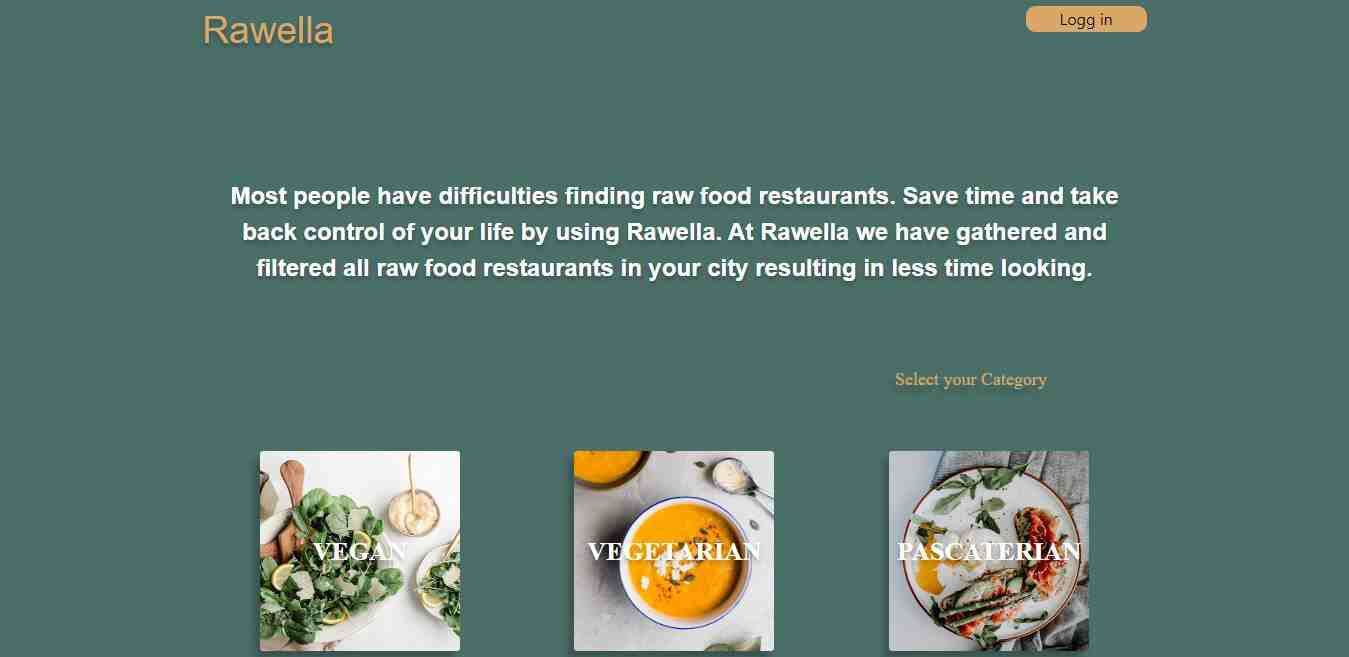 Rawella
Logg in
Most people have difficulties finding raw food restaurants. Save time and take
back control of your life by using Rawella. At Rawella we have gathered and
filtered all raw food restaurants in your city resulting in less time looking.
Select your Category
VEGAN
VEGETARIAN
PASCATERIAN